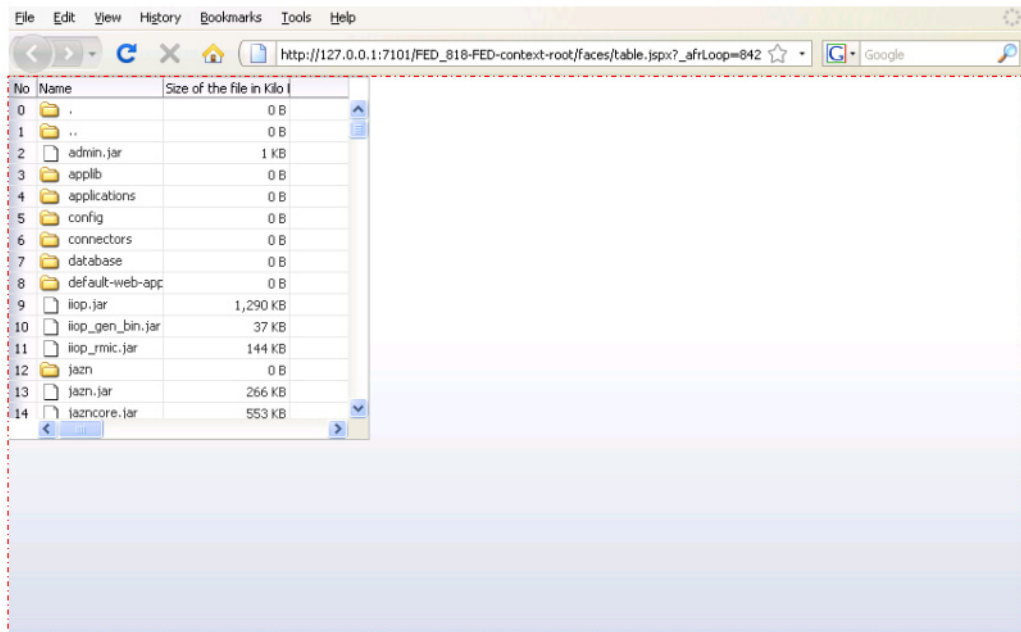 File Edit View History Bookmarks Tools Help
http://127.0.0.1:7101/FED_818-FED-context-root/faces/table.jspx?_afrLoop=842 G Google
No Name Size of the file in Kilo
0 . 0 B
1 .. 0 B
2 admin.jar 1 KB
3 applib 0 B
4 applications 0 B
5 config 0 B
6 connectors 0 B
7 database 0 B
8 default-web-app 0 B
9 iiop.jar 1,290 KB
10 iiop_gen_bin.jar 37 KB
11 iiop_rmic.jar 144 KB
12 jazn 0 B
13 jazn.jar 266 KB
14 jazncore.jar 553 KB